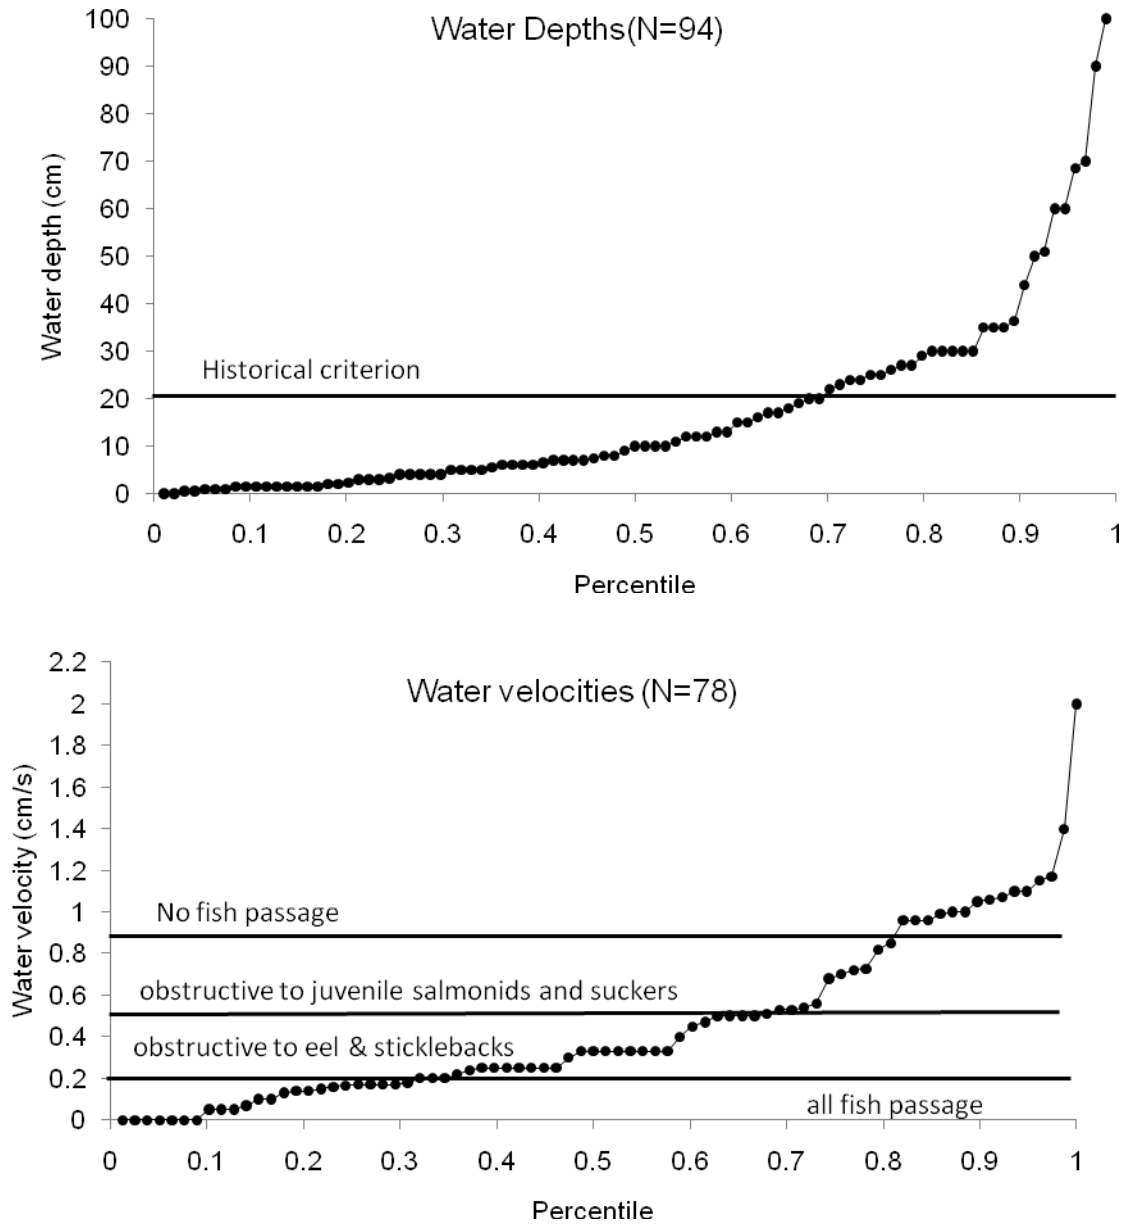 Water Depths(N=94)
100
90
80
70
60
50
40
30
20
10
0
Water depth (cm)
Historical criterion
0 0.1 0.2 0.3 0.4 0.5 0.6 0.7 0.8 0.9 1
Percentile
Water velocities (N=78)
2.2
2
1.8
1.6
1.4
1.2
1
0.8
0.6
0.4
0.2
0
Water velocity (cm/s)
No fish passage
obstructive to juvenile salmonids and suckers
obstructive to eel & sticklebacks
all fish passage
0 0.1 0.2 0.3 0.4 0.5 0.6 0.7 0.8 0.9 1
Percentile